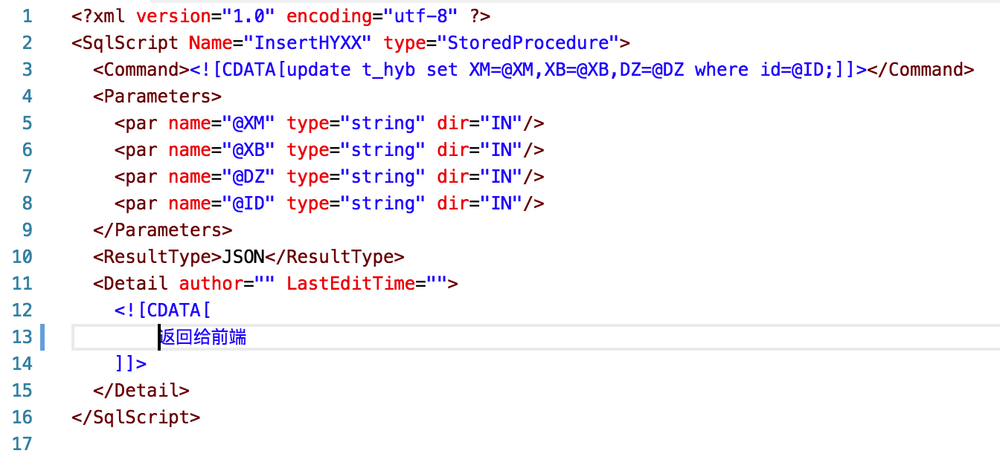 1 <?xml version="1.0" encoding="utf-8" ?>
2 <SqlScript Name="InsertHYXX" type="StoredProcedure">
3   <Command><![CDATA[update t_hyb set XM=@XM,XB=@XB,DZ=@DZ where id=@ID;]]></Command>
4   <Parameters>
5     <par name="@XM" type="string" dir="IN"/>
6     <par name="@XB" type="string" dir="IN"/>
7     <par name="@DZ" type="string" dir="IN"/>
8     <par name="@ID" type="string" dir="IN"/>
9   </Parameters>
10   <ResultType>JSON</ResultType>
11   <Detail author="" LastEditTime="">
12     <![CDATA[
13         返回给前端
14     ]]>
15   </Detail>
16 </SqlScript>
17